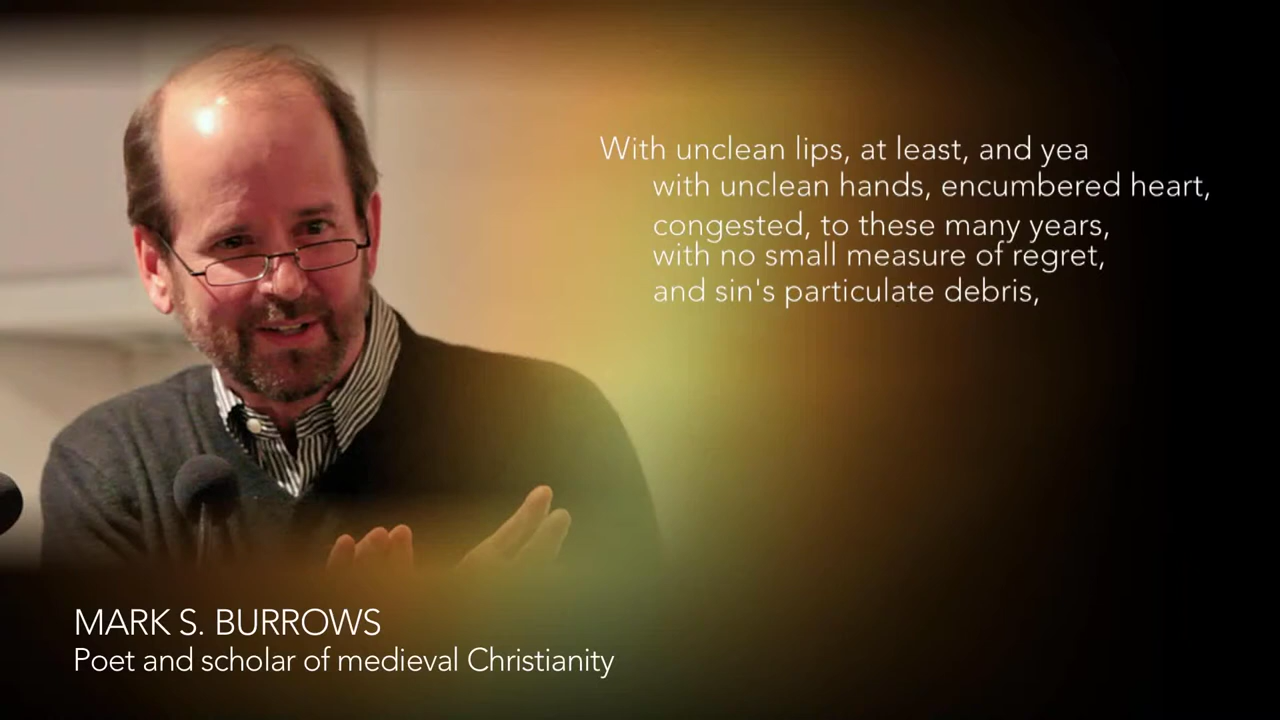 With unclean lips, at least, and yea
with unclean hands, encumbered heart,
congested, to these many years,
with no small measure of regret,
and sin's particulate debris,
MARK S. BURROWS
Poet and scholar of medieval Christianity